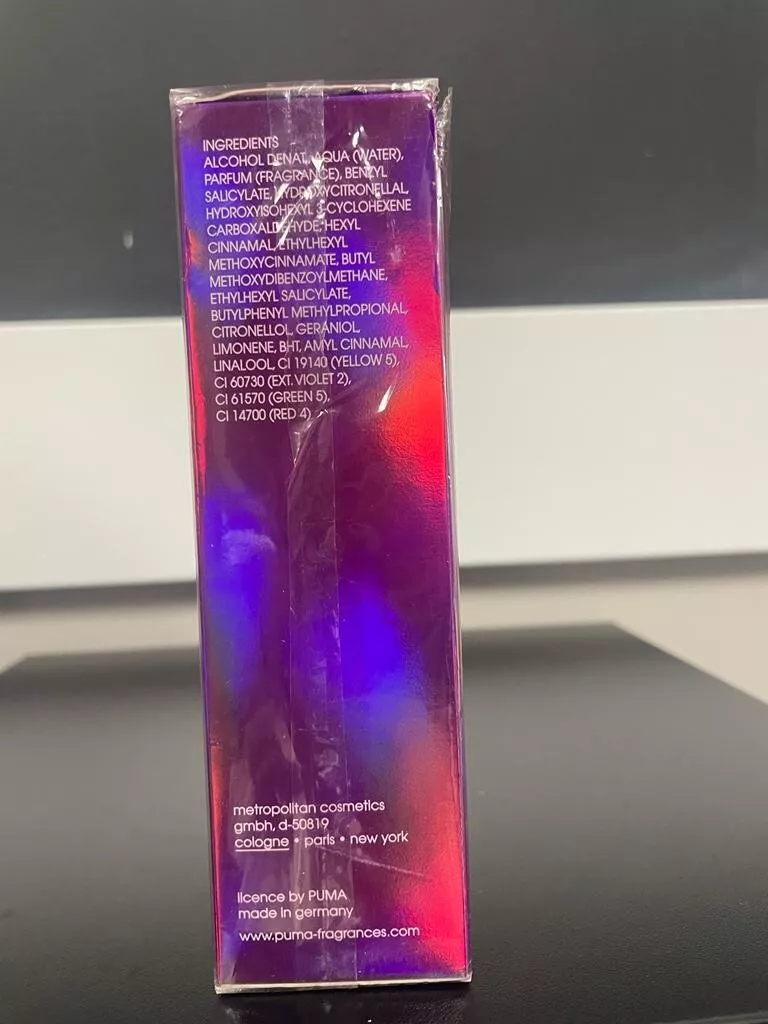 INGREDIENTS
ALCOHOL DENAT, AQUA (WATER),
PARFUM (FRAGRANCE), BENZYL
SALICYLATE, HYDROXYCITRONELLAL,
HYDROXYISOHEXYL 3-CYCLOHEXENE
CARBOXALDEHYDE, HEXYL
CINNAMAL, ETHYLHEXYL
METHOXYCINNAMATE, BUTYL
METHOXYDIBENZOYLMETHANE,
ETHYLHEXYL SALICYLATE,
BUTYLPHENYL METHYLPROPIONAL,
CITRONELLOL, GERANIOL,
LIMONENE, BHT, AMYL CINNAMAL,
LINALOOL, CI 19140 (YELLOW 5),
CI 60730 (EXT. VIOLET 2),
CI 61570 (GREEN 5),
CI 14700 (RED 4)
metropolitan cosmetics
gmbh, d-50819
cologne • paris • new york
licence by PUMA
made in germany
www.puma-fragrances.com